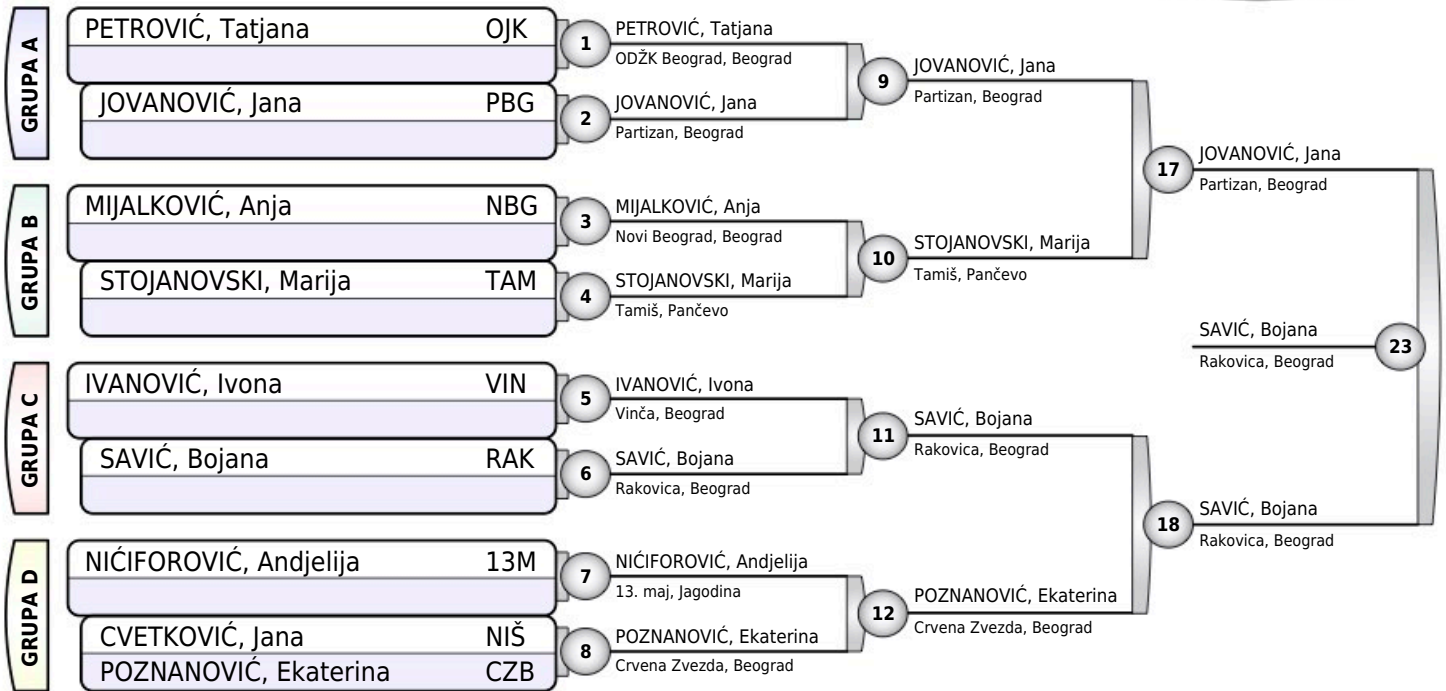 GRUPA A
PETROVIĆ, Tatjana OJK
JOVANOVIĆ, Jana PBG
GRUPA B
MIJALKOVIĆ, Anja NBG
STOJANOVSKI, Marija TAM
GRUPA C
IVANOVIĆ, Ivona VIN
SAVIĆ, Bojana RAK
GRUPA D
NIĆIFOROVIĆ, Andjelija 13M
CVETKOVIĆ, Jana NIŠ
POZNANOVIĆ, Ekaterina CZB
1
PETROVIĆ, Tatjana
ODŽK Beograd, Beograd
2
JOVANOVIĆ, Jana
Partizan, Beograd
3
MIJALKOVIĆ, Anja
Novi Beograd, Beograd
4
STOJANOVSKI, Marija
Tamiš, Pančevo
5
IVANOVIĆ, Ivona
Vinča, Beograd
6
SAVIĆ, Bojana
Rakovica, Beograd
7
NIĆIFOROVIĆ, Andjelija
13. maj, Jagodina
8
POZNANOVIĆ, Ekaterina
Crvena Zvezda, Beograd
9
JOVANOVIĆ, Jana
Partizan, Beograd
10
STOJANOVSKI, Marija
Tamiš, Pančevo
11
SAVIĆ, Bojana
Rakovica, Beograd
12
POZNANOVIĆ, Ekaterina
Crvena Zvezda, Beograd
17
JOVANOVIĆ, Jana
Partizan, Beograd
18
SAVIĆ, Bojana
Rakovica, Beograd
SAVIĆ, Bojana
Rakovica, Beograd
23